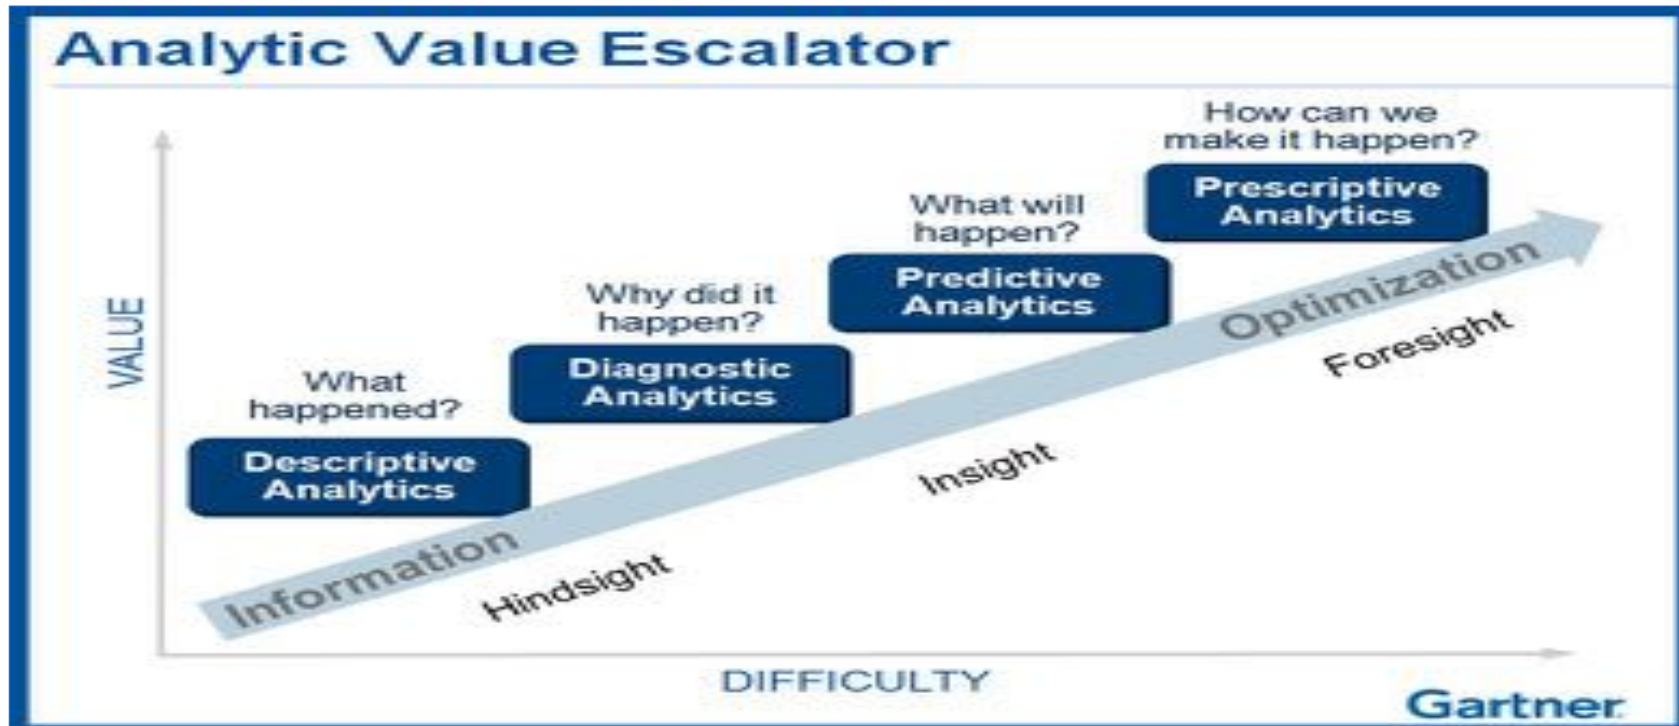 Analytic Value Escalator
How can we
make it happen?
Prescriptive
Analytics
What will
happen?
Predictive
Analytics
Why did it
happen?
Diagnostic
Analytics
What
happened?
Descriptive
Analytics
VALUE
Information
Optimization
Hindsight
Insight
Foresight
DIFFICULTY
Gartner